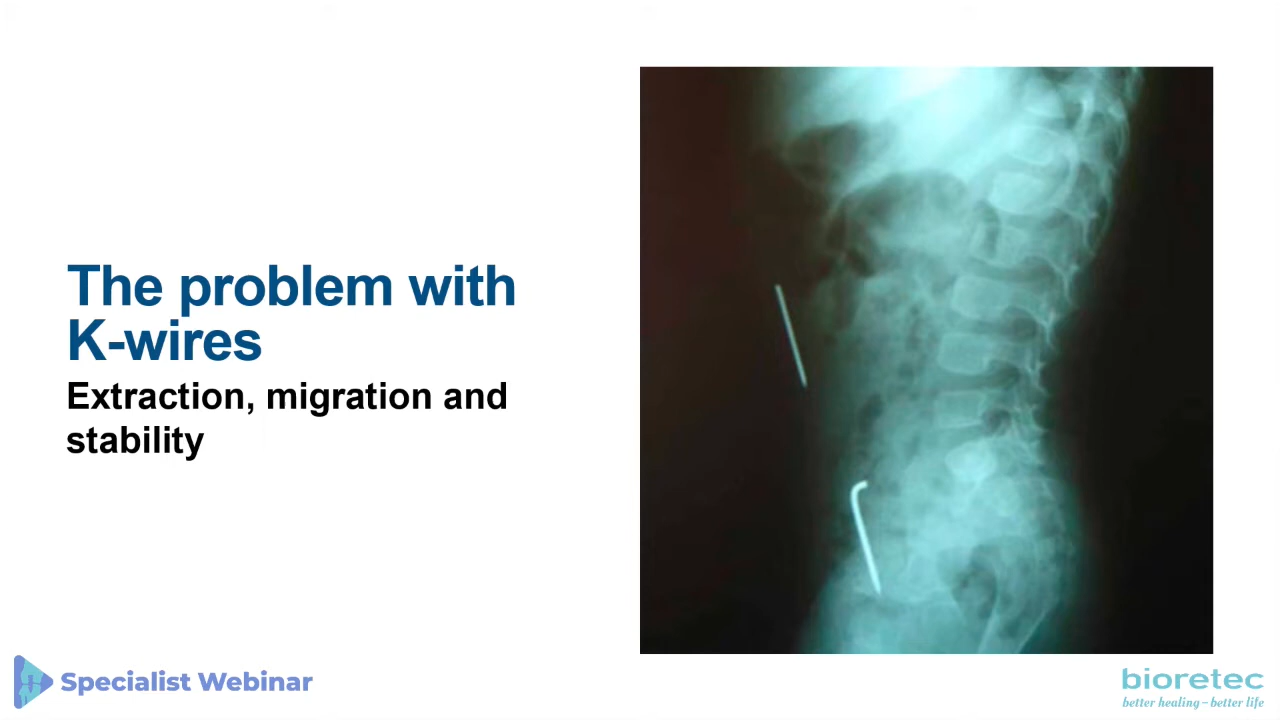 The problem with
K-wires
Extraction, migration and
stability
Specialist Webinar
bioretec
better healing – better life